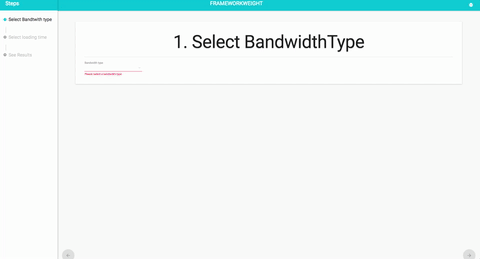 Steps
FRAMEWORKWEIGHT
Select Bandwith type
Select loading time
See Results
1. Select BandwidthType
Bandwidth type
Please select a bandwidth type